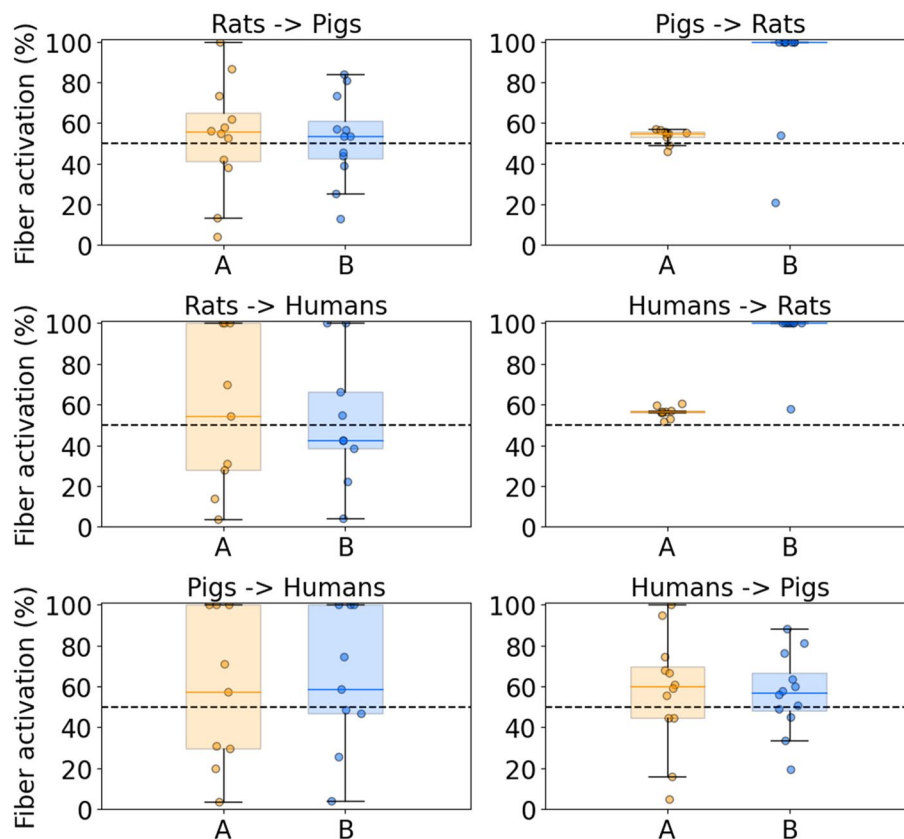 Rats -> Pigs
Fiber activation (%)
100
80
60
40
20
0
A
B
Pigs -> Rats
100
80
60
40
20
0
A
B
Rats -> Humans
Fiber activation (%)
100
80
60
40
20
0
A
B
Humans -> Rats
100
80
60
40
20
0
A
B
Pigs -> Humans
Fiber activation (%)
100
80
60
40
20
0
A
B
Humans -> Pigs
100
80
60
40
20
0
A
B